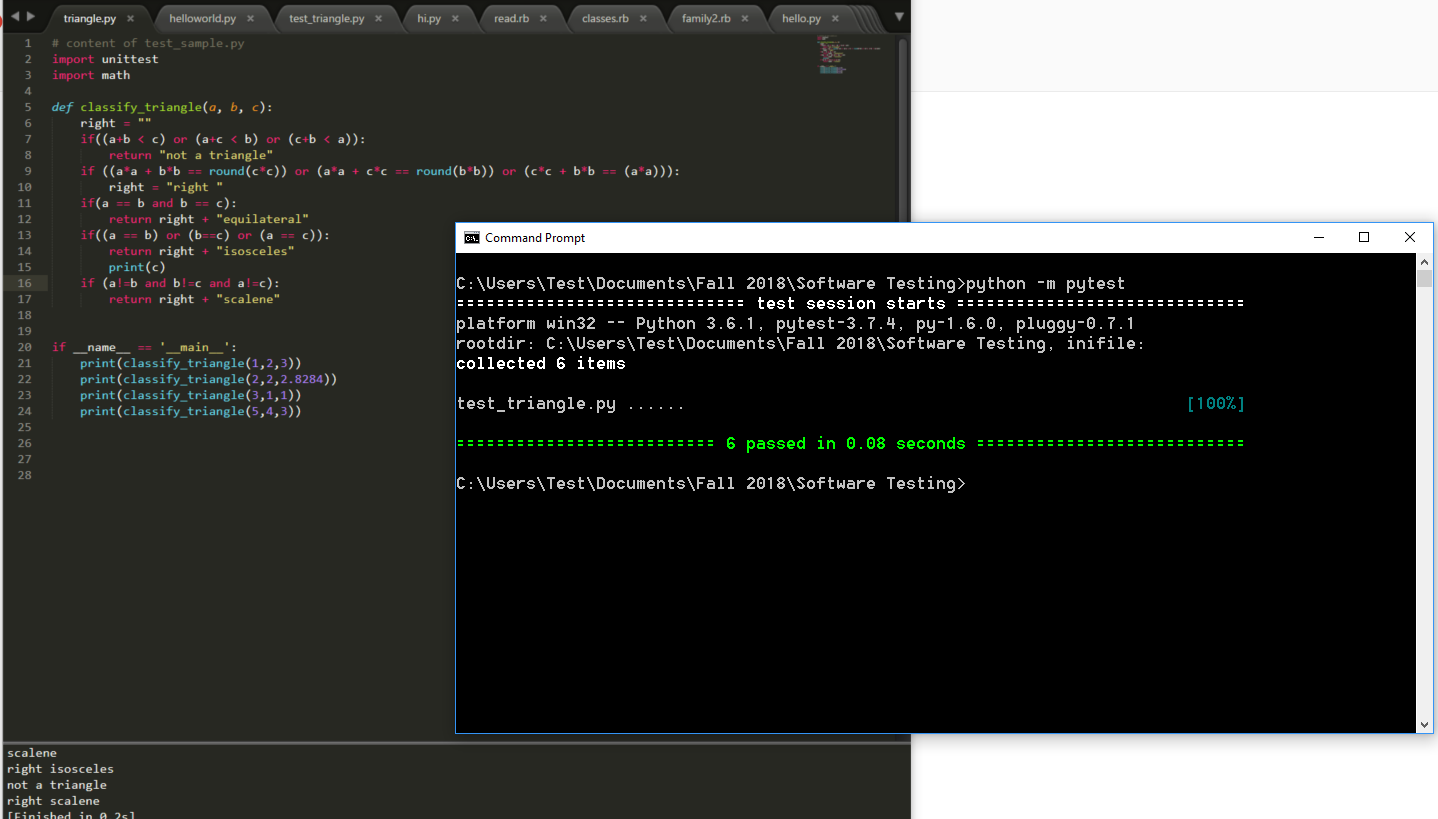 triangle.py × helloworld.py × test_triangle.py × hi.py × read.rb × classes.rb × family2.rb × hello.py ×
1 # content of test_sample.py
2 import unittest
3 import math
4
5 def classify_triangle(a, b, c):
6 right = ""
7 if((a+b < c) or (a+c < b) or (c+b < a)):
8 return "not a triangle"
9 if ((a*a + b*b == round(c*c)) or (a*a + c*c == round(b*b)) or (c*c + b*b == (a*a))):
10 right = "right "
11 if(a == b and b == c):
12 return right + "equilateral"
13 if((a == b) or (b==c) or (a == c)):
14 return right + "isosceles"
15 print(c)
16 if (a!=b and b!=c and a!=c):
17 return right + "scalene"
18
19
20 if __name__ == '__main__':
21 print(classify_triangle(1,2,3))
22 print(classify_triangle(2,2,2.8284))
23 print(classify_triangle(3,1,1))
24 print(classify_triangle(5,4,3))
25
26
27
28
scalene
right isosceles
not a triangle
right scalene
[Finished in 0.2s]
Command Prompt
C:\Users\Test\Documents\Fall 2018\Software Testing>python -m pytest
============================= test session starts =============================
platform win32 -- Python 3.6.1, pytest-3.7.4, py-1.6.0, pluggy-0.7.1
rootdir: C:\Users\Test\Documents\Fall 2018\Software Testing, inifile:
collected 6 items
test_triangle.py ...... [100%]
========================== 6 passed in 0.08 seconds ===========================
C:\Users\Test\Documents\Fall 2018\Software Testing>